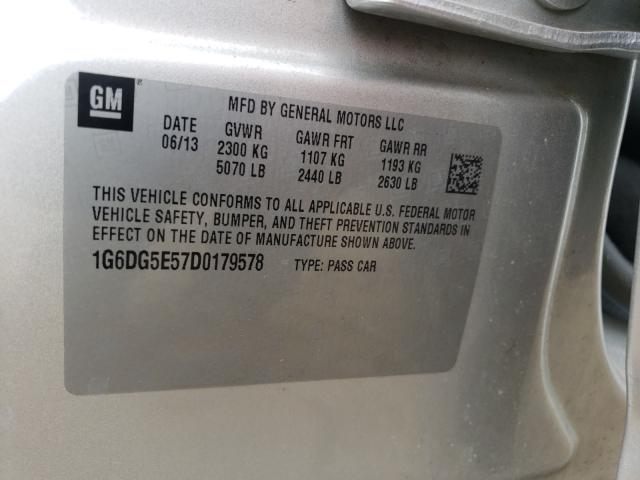 GM
MFD BY GENERAL MOTORS LLC
DATE GVWR GAWR FRT GAWR RR
06/13 2300 KG 1107 KG 1193 KG
5070 LB 2440 LB 2630 LB
THIS VEHICLE CONFORMS TO ALL APPLICABLE U.S. FEDERAL MOTOR
VEHICLE SAFETY, BUMPER, AND THEFT PREVENTION STANDARDS IN
EFFECT ON THE DATE OF MANUFACTURE SHOWN ABOVE.
1G6DG5E57D0179578 TYPE: PASS CAR